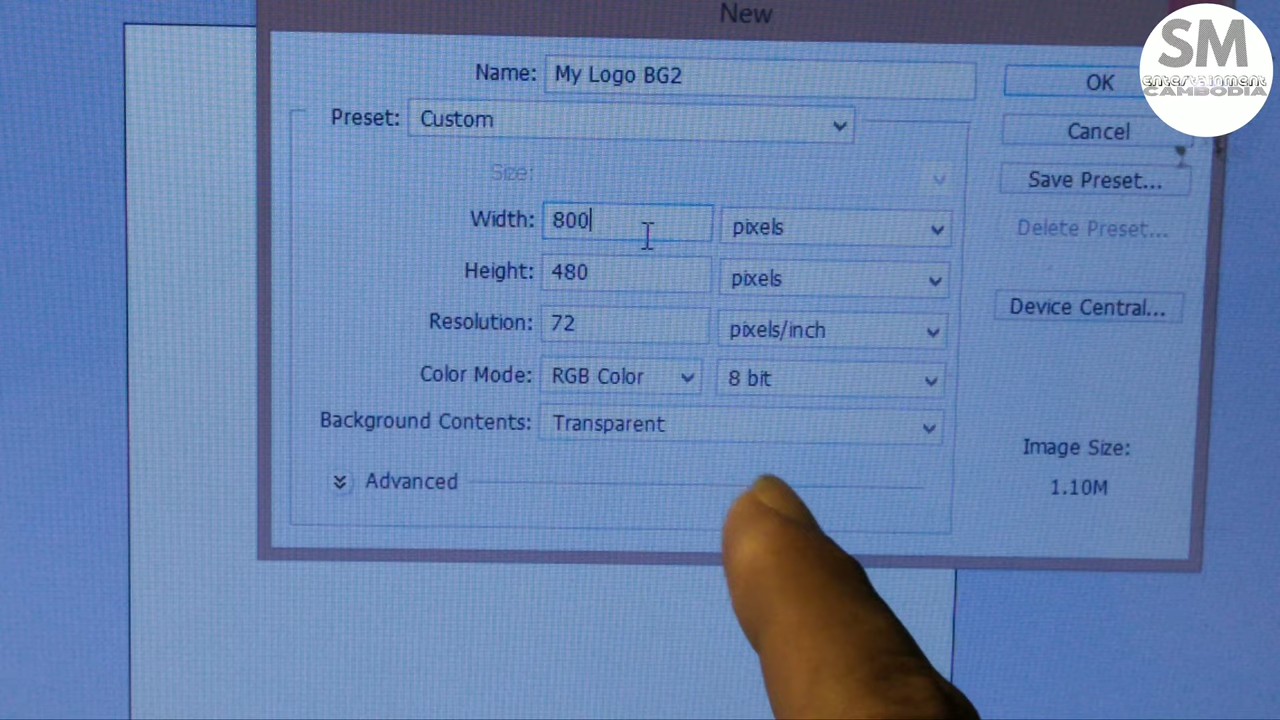 New
SM
entertainment
CAMBODIA
Name: My Logo BG2
OK
Preset: Custom
Cancel
Size:
Save Preset...
Width: 800 pixels
Delete Preset...
Height: 480 pixels
Device Central...
Resolution: 72 pixels/inch
Color Mode: RGB Color 8 bit
Background Contents: Transparent
Image Size:
Advanced
1.10M